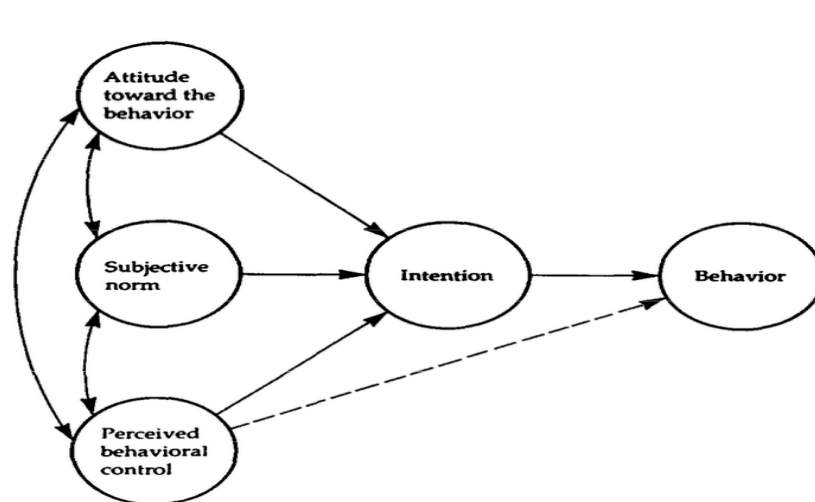 Attitude
toward the
behavior
Subjective
norm
Intention
Behavior
Perceived
behavioral
control